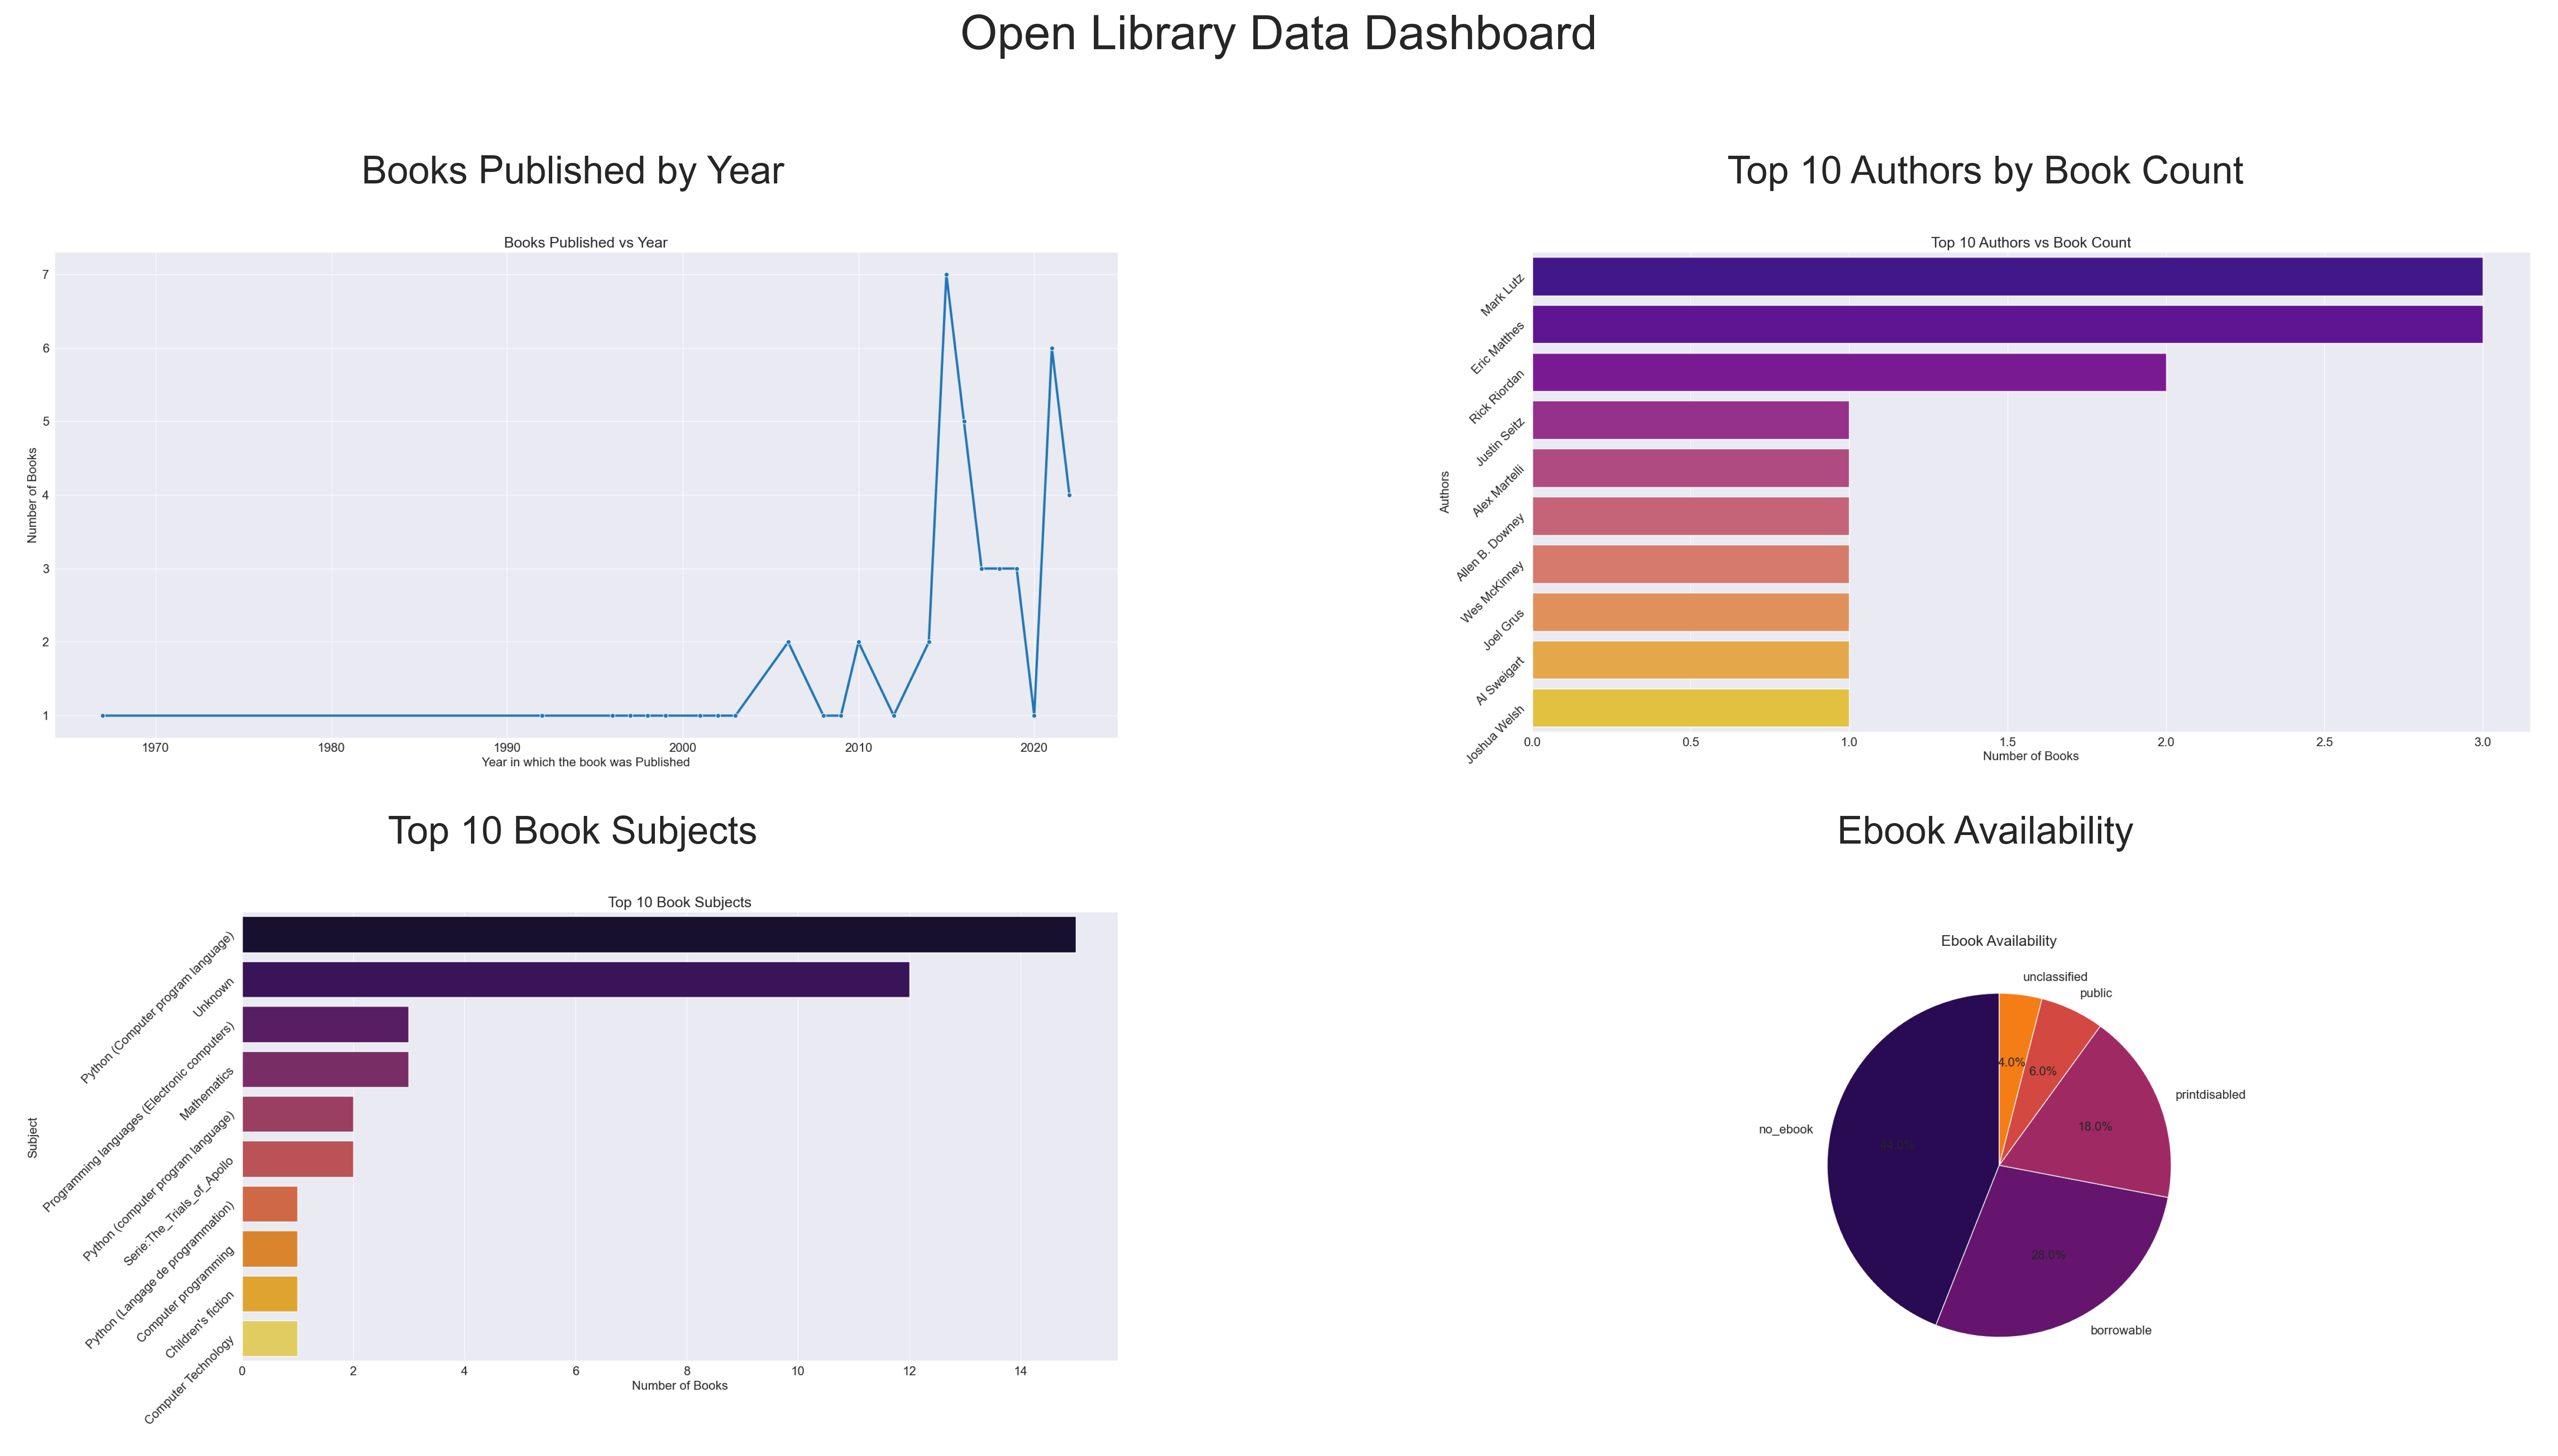 Open Library Data Dashboard
Books Published by Year
Books Published vs Year
Number of Books
7
6
5
4
3
2
1
1970 1980 1990 2000 2010 2020
Year in which the book was Published
Top 10 Authors by Book Count
Top 10 Authors vs Book Count
Authors
Mark Lutz
Eric Matthes
Rick Riordan
Justin Seitz
Alex Martelli
Allen B. Downey
Wes McKinney
Joel Grus
Al Sweigart
Joshua Welsh
0.0 0.5 1.0 1.5 2.0 2.5 3.0
Number of Books
Top 10 Book Subjects
Top 10 Book Subjects
Subject
Python (Computer program language)
Unknown
Programming languages (Electronic computers)
Mathematics
Python (computer program language)
Serie:The_Trials_of_Apollo
Python (Langage de programmation)
Computer programming
Children's fiction
Computer Technology
0 2 4 6 8 10 12 14
Number of Books
Ebook Availability
Ebook Availability
unclassified
public
4.0%
6.0%
printdisabled
18.0%
no_ebook
44.0%
28.0%
borrowable